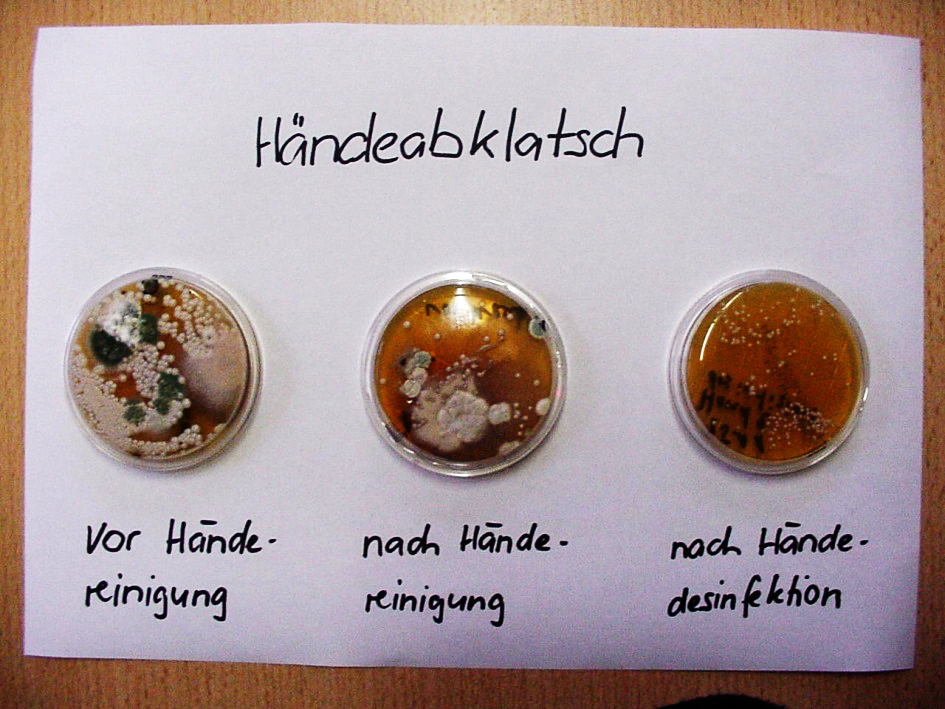 Händeabklatsch
Vor Hände-
reinigung
nach Hände-
reinigung
nach Hände-
desinfektion